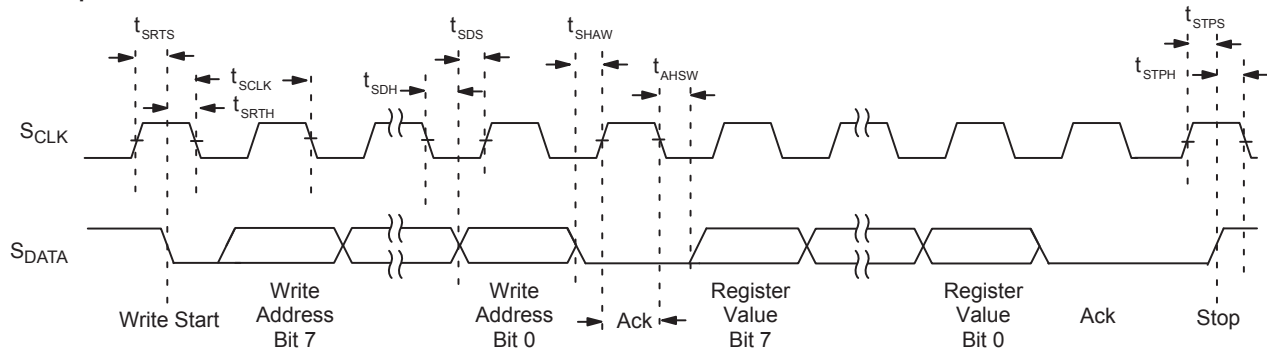 tSRTS
tSDS
tSHAW
tSTPS
tSCLK
tAHSW
tSTPH
tSDH
tSRTH
SCLK
SDATA
Write Start
Write
Address
Bit 7
Write
Address
Bit 0
Ack
Register
Value
Bit 7
Register
Value
Bit 0
Ack
Stop